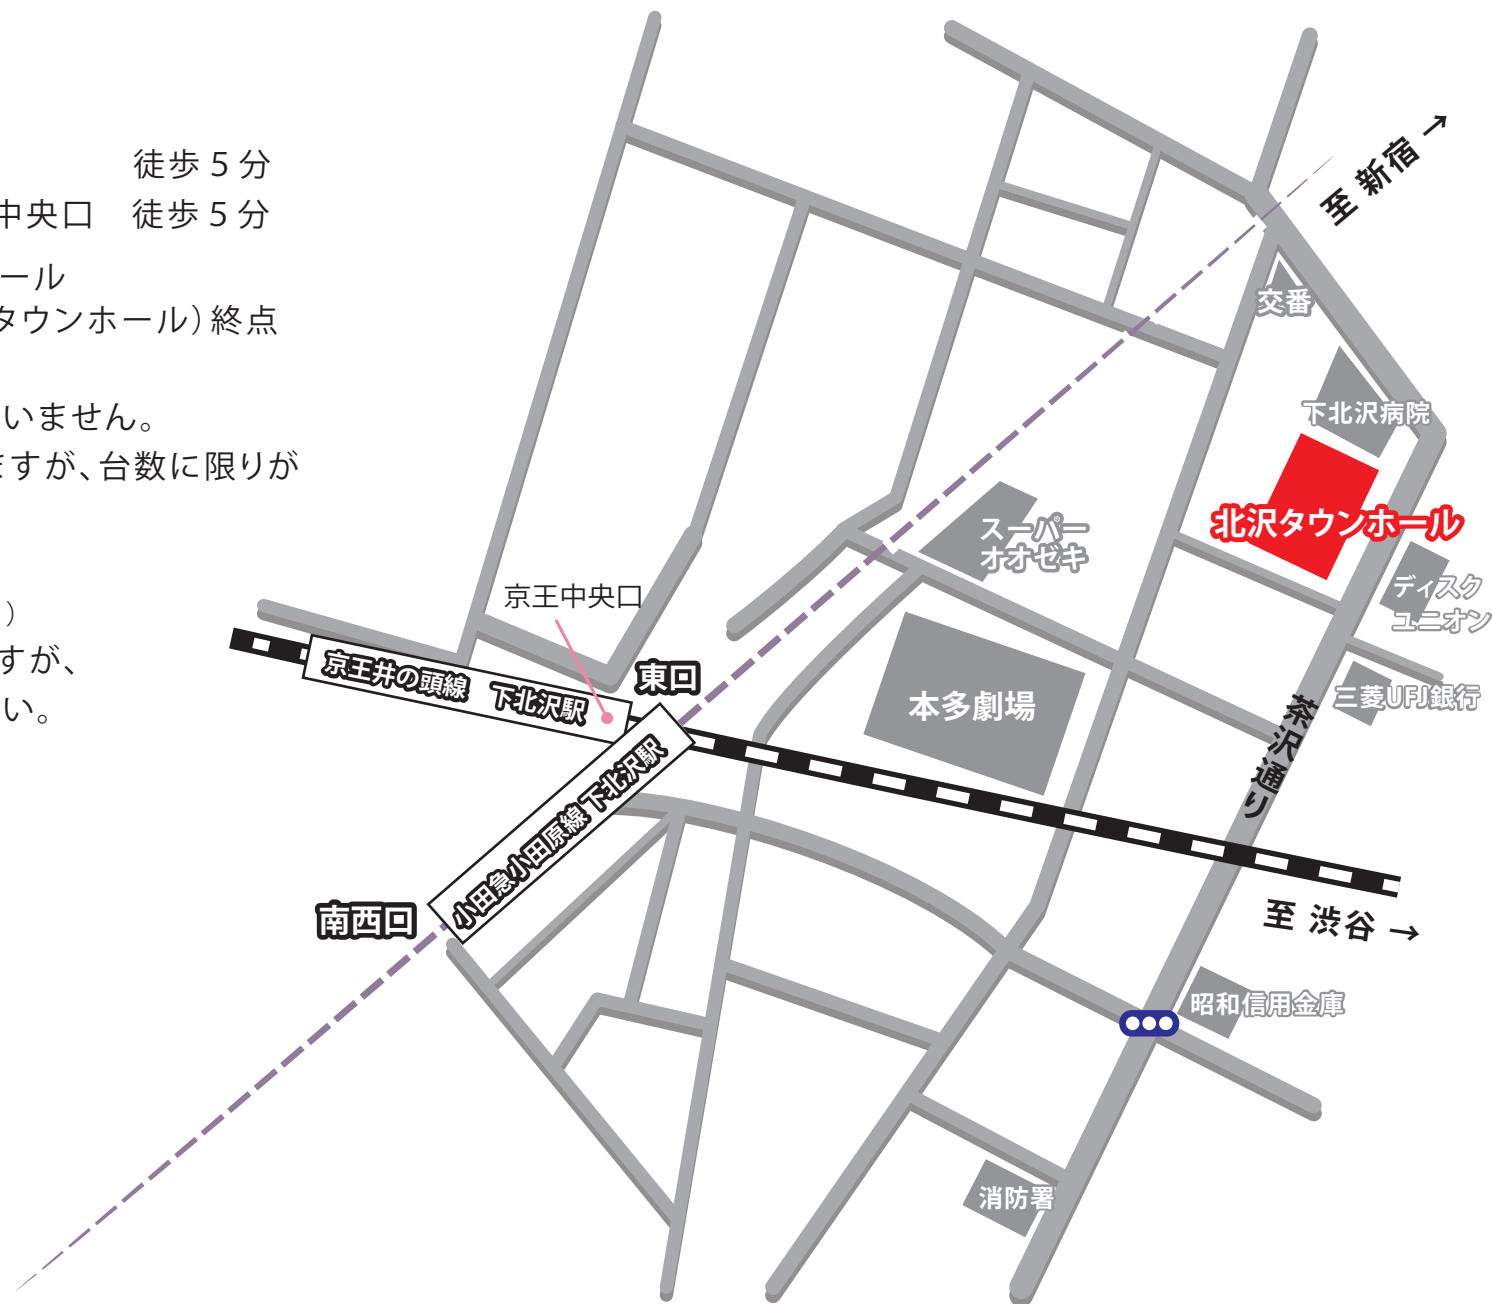 徒歩 5 分
中央口　徒歩 5 分
ール
タウンホール）終点
いません。
ますが、台数に限りが
）
すが、
い。
至 新宿 →
交番
下北沢病院
北沢タウンホール
スーパー
オオゼキ
ディスク
ユニオン
京王中央口
東口
京王井の頭線　下北沢駅
本多劇場
三菱UFJ銀行
茶沢通り
小田急小田原線 下北沢駅
南西口
至 渋谷 →
昭和信用金庫
消防署